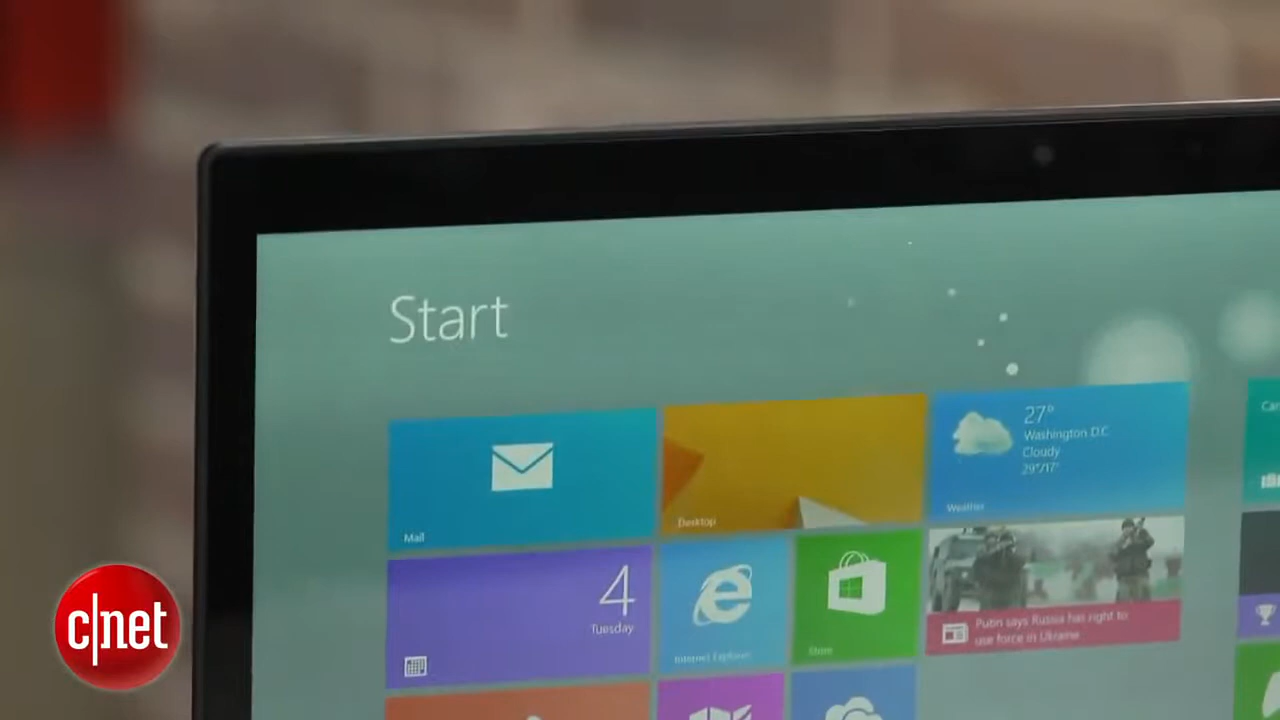 Start
Mail
Desktop
27°
Washington D.C.
Cloudy
29°/17°
Weather
4
Tuesday
Internet Explorer
Store
Putin says Russia has right to
use force in Ukraine
c|net